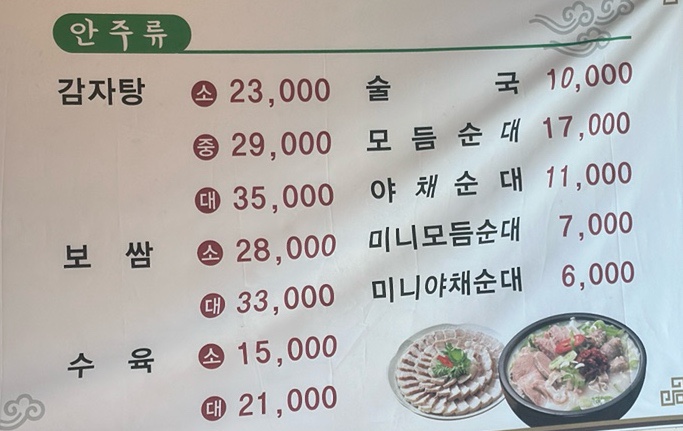 안주류
감자탕 소 23,000
중 29,000
대 35,000
보 쌈 소 28,000
대 33,000
수 육 소 15,000
대 21,000
술 국 10,000
모 듬 순 대 17,000
야 채 순 대 11,000
미니모듬순대 7,000
미니야채순대 6,000